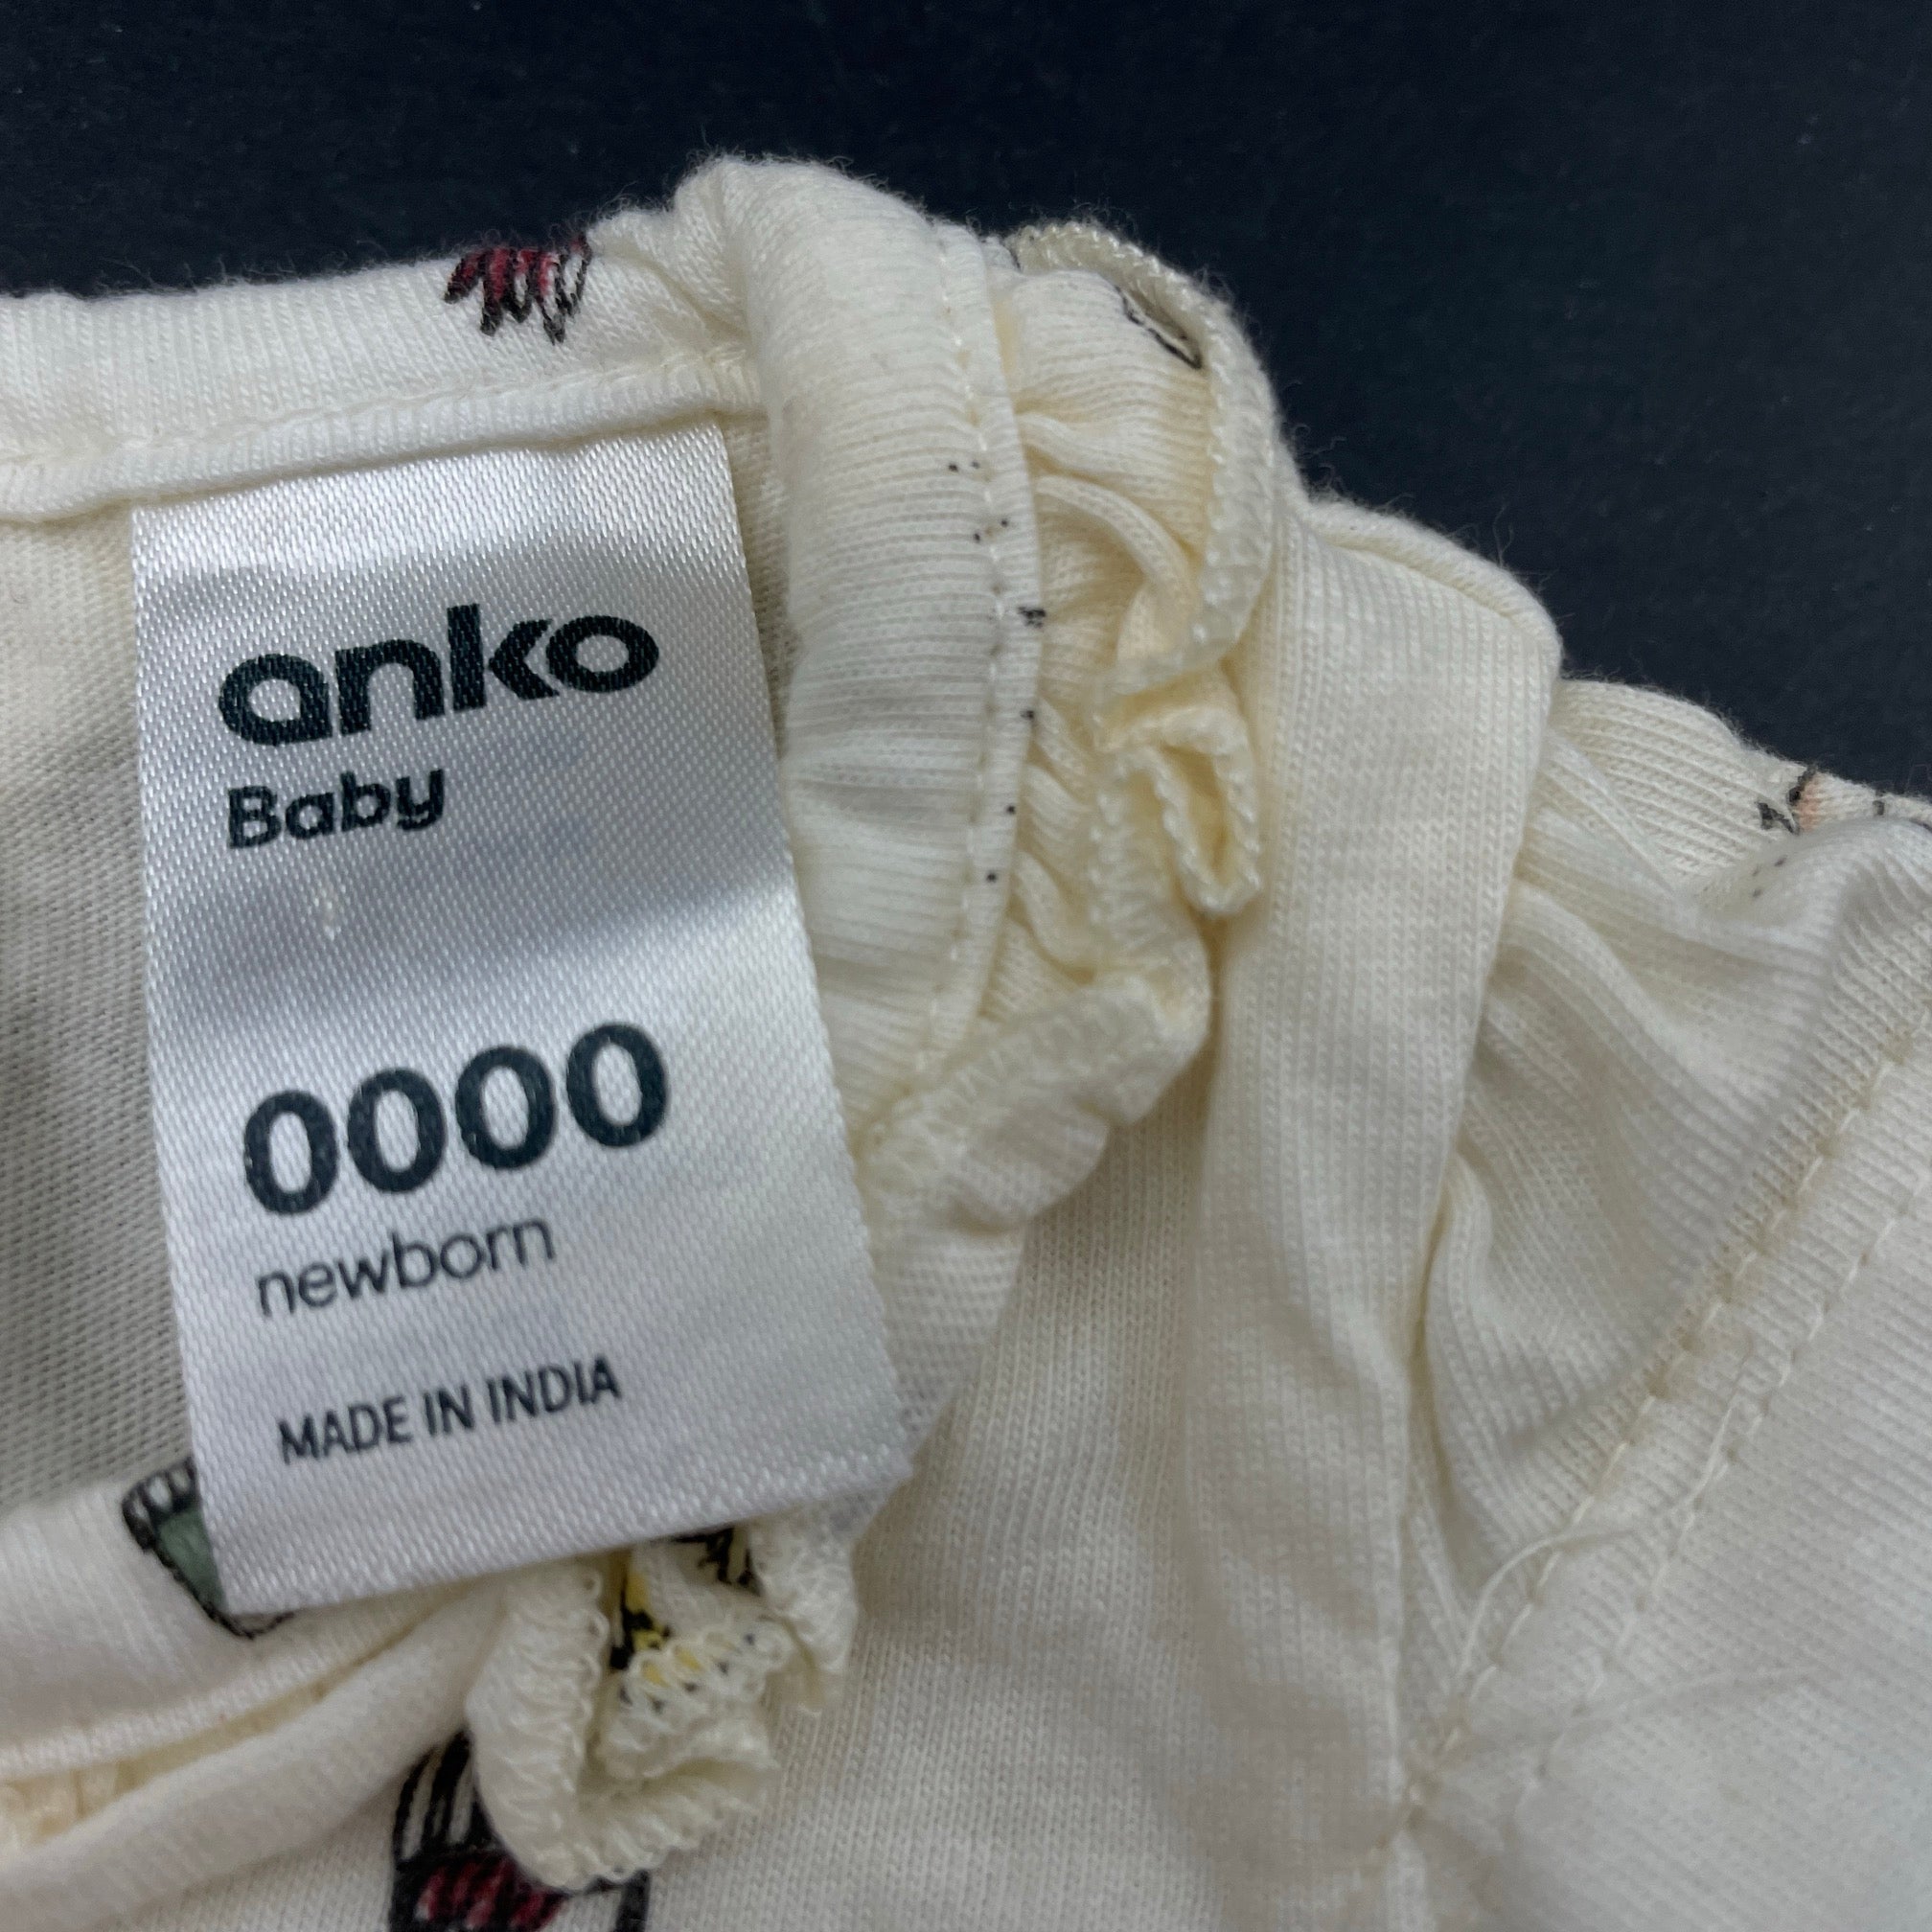 anko
Baby
0000
newborn
MADE IN INDIA